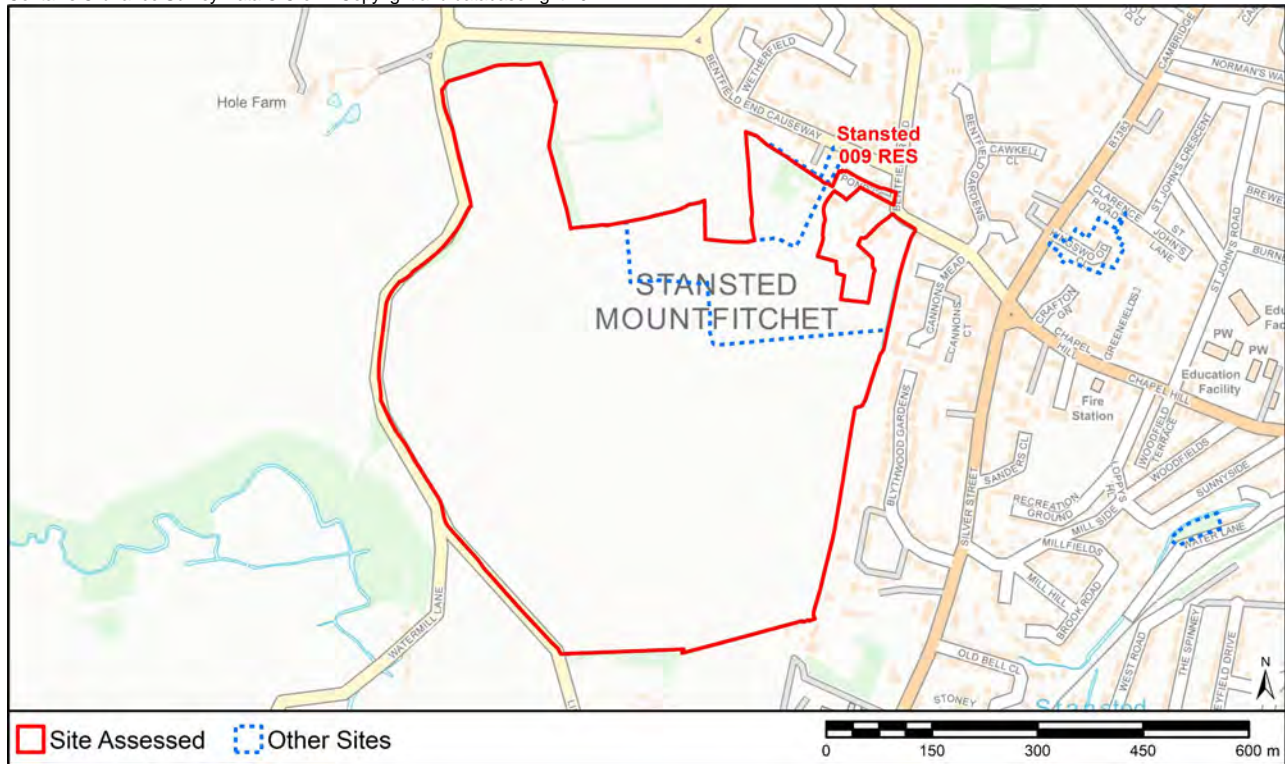 Hole Farm
WETHERFIELD
BENTFIELD END CAUSEWAY
Stansted
009 RES
BENTFIELD GARDENS
CAWKELL
CL
CAMBRIDGE
B1383
NORMAN'S WA
ST JOHN'S CRESCENT
CLARENCE
ROAD
ST
JOHN'S
LANE
ST JOHN'S ROAD
BREWE
BURNE
STANSTED
MOUNTFITCHET
CANNONS MEAD
CANNONS
CT
CRAFTON
GN
GREENFIELDS
CHAPEL
HILL
CHAPEL HILL
PW
PW
Education
Facility
Fire
Station
BLYTHWOOD GARDENS
SILVER STREET
SANDERS CL
RECREATION
GROUND
WOODFIELD
TERRACE
WOODFIELDS
SUNNYSIDE
MILL SIDE
MILLFIELDS
MILL HILL
BROOK ROAD
WATER LANE
WATERMILL LANE
OLD BELL CL
STONEY
WEST ROAD
THE SPINNEY
EYFIELD DRIVE
Stansted
N
Site Assessed
Other Sites
0
150
300
450
600 m